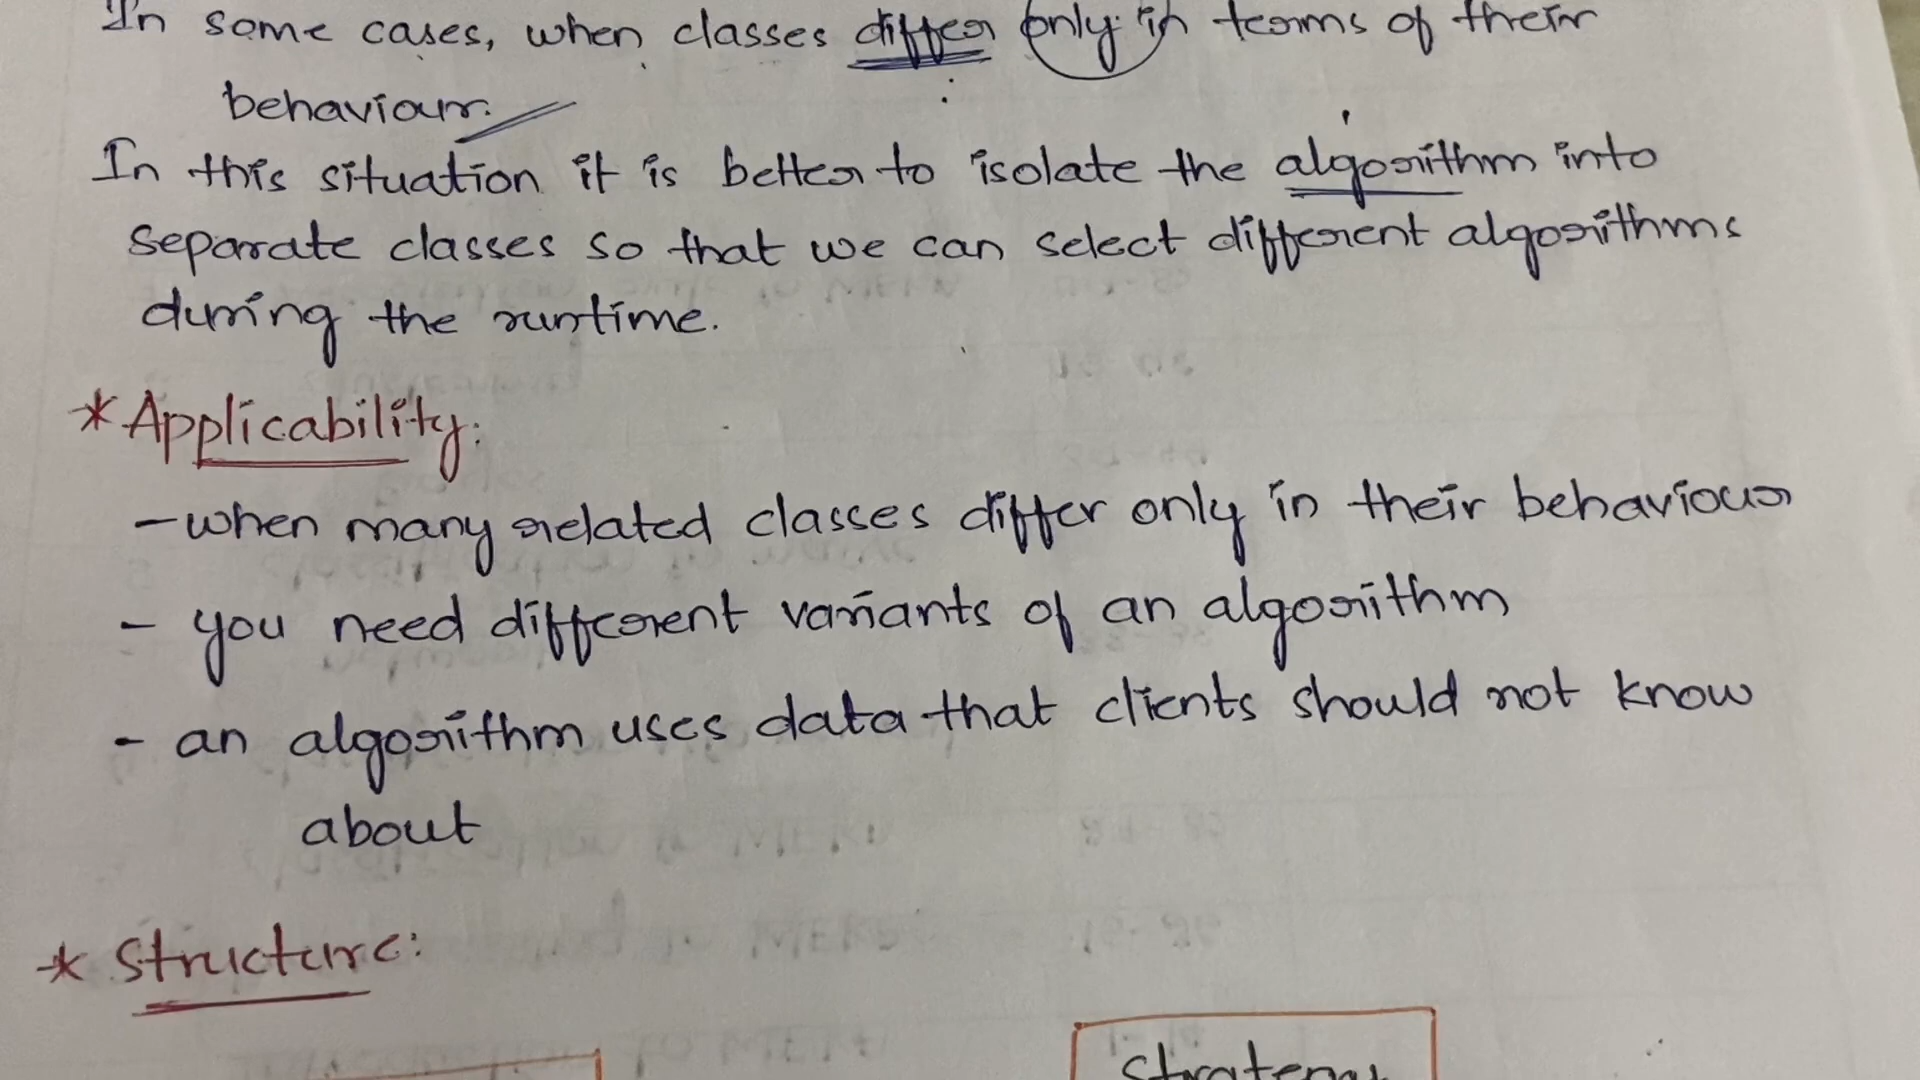 In some cases, when classes differ only in terms of their
behaviour.
In this situation it is better to isolate the algorithm into
separate classes so that we can select different algorithms
during the runtime.
* Applicability:
- when many related classes differ only in their behaviour
- you need different variants of an algorithm
- an algorithm uses data that clients should not know
about
* Structure:
Strategy